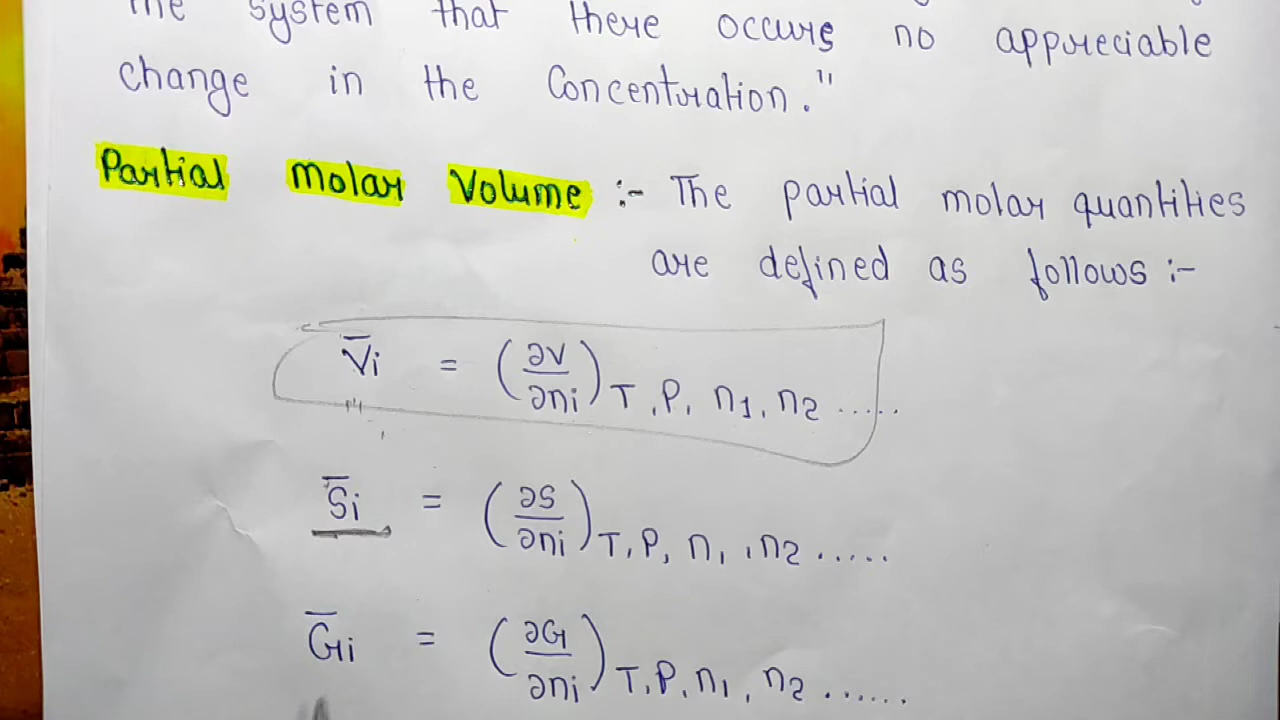 the system that there occurs no appreciable
change in the Concentration."
Partial Molar Volume :- The partial molar quantities
are defined as follows :-
V̄i = (∂V/∂ni) T, P, n1, n2 .....
S̄i = (∂S/∂ni) T, P, n1, n2 .....
Ḡi = (∂G/∂ni) T, P, n1, n2 ......